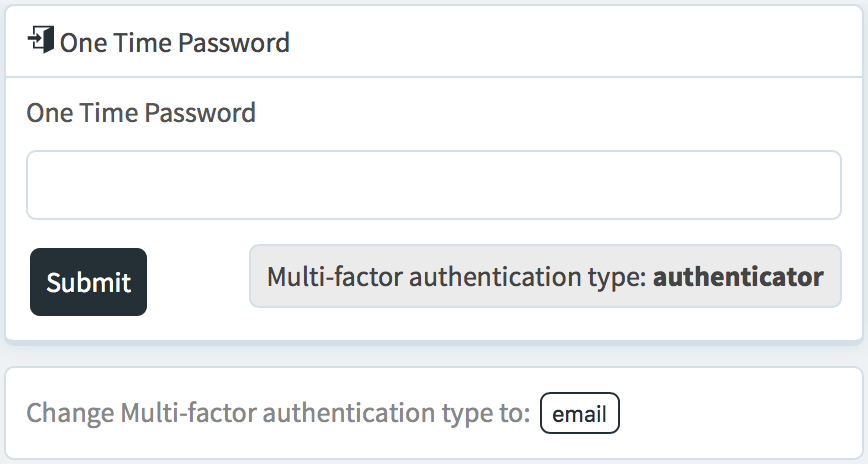 One Time Password
One Time Password
Submit
Multi-factor authentication type: authenticator
Change Multi-factor authentication type to: email